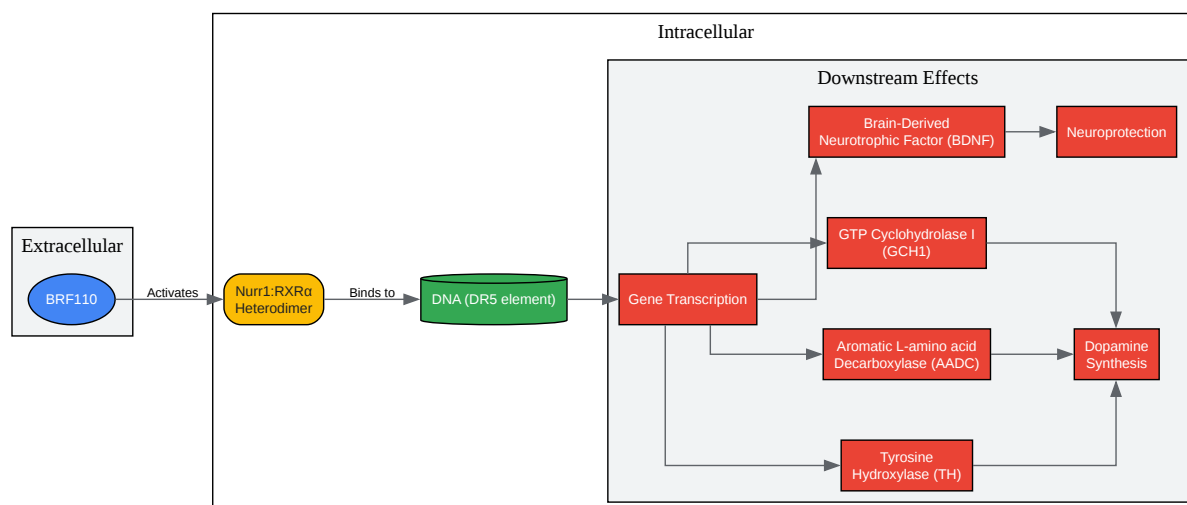 Intracellular
Downstream Effects
Brain-Derived
Neurotrophic Factor (BDNF)
Neuroprotection
Extracellular
BRF110
Activates
Nurr1:RXRα
Heterodimer
Binds to
DNA (DR5 element)
Gene Transcription
GTP Cyclohydrolase I
(GCH1)
Aromatic L-amino acid
Decarboxylase (AADC)
Dopamine
Synthesis
Tyrosine
Hydroxylase (TH)